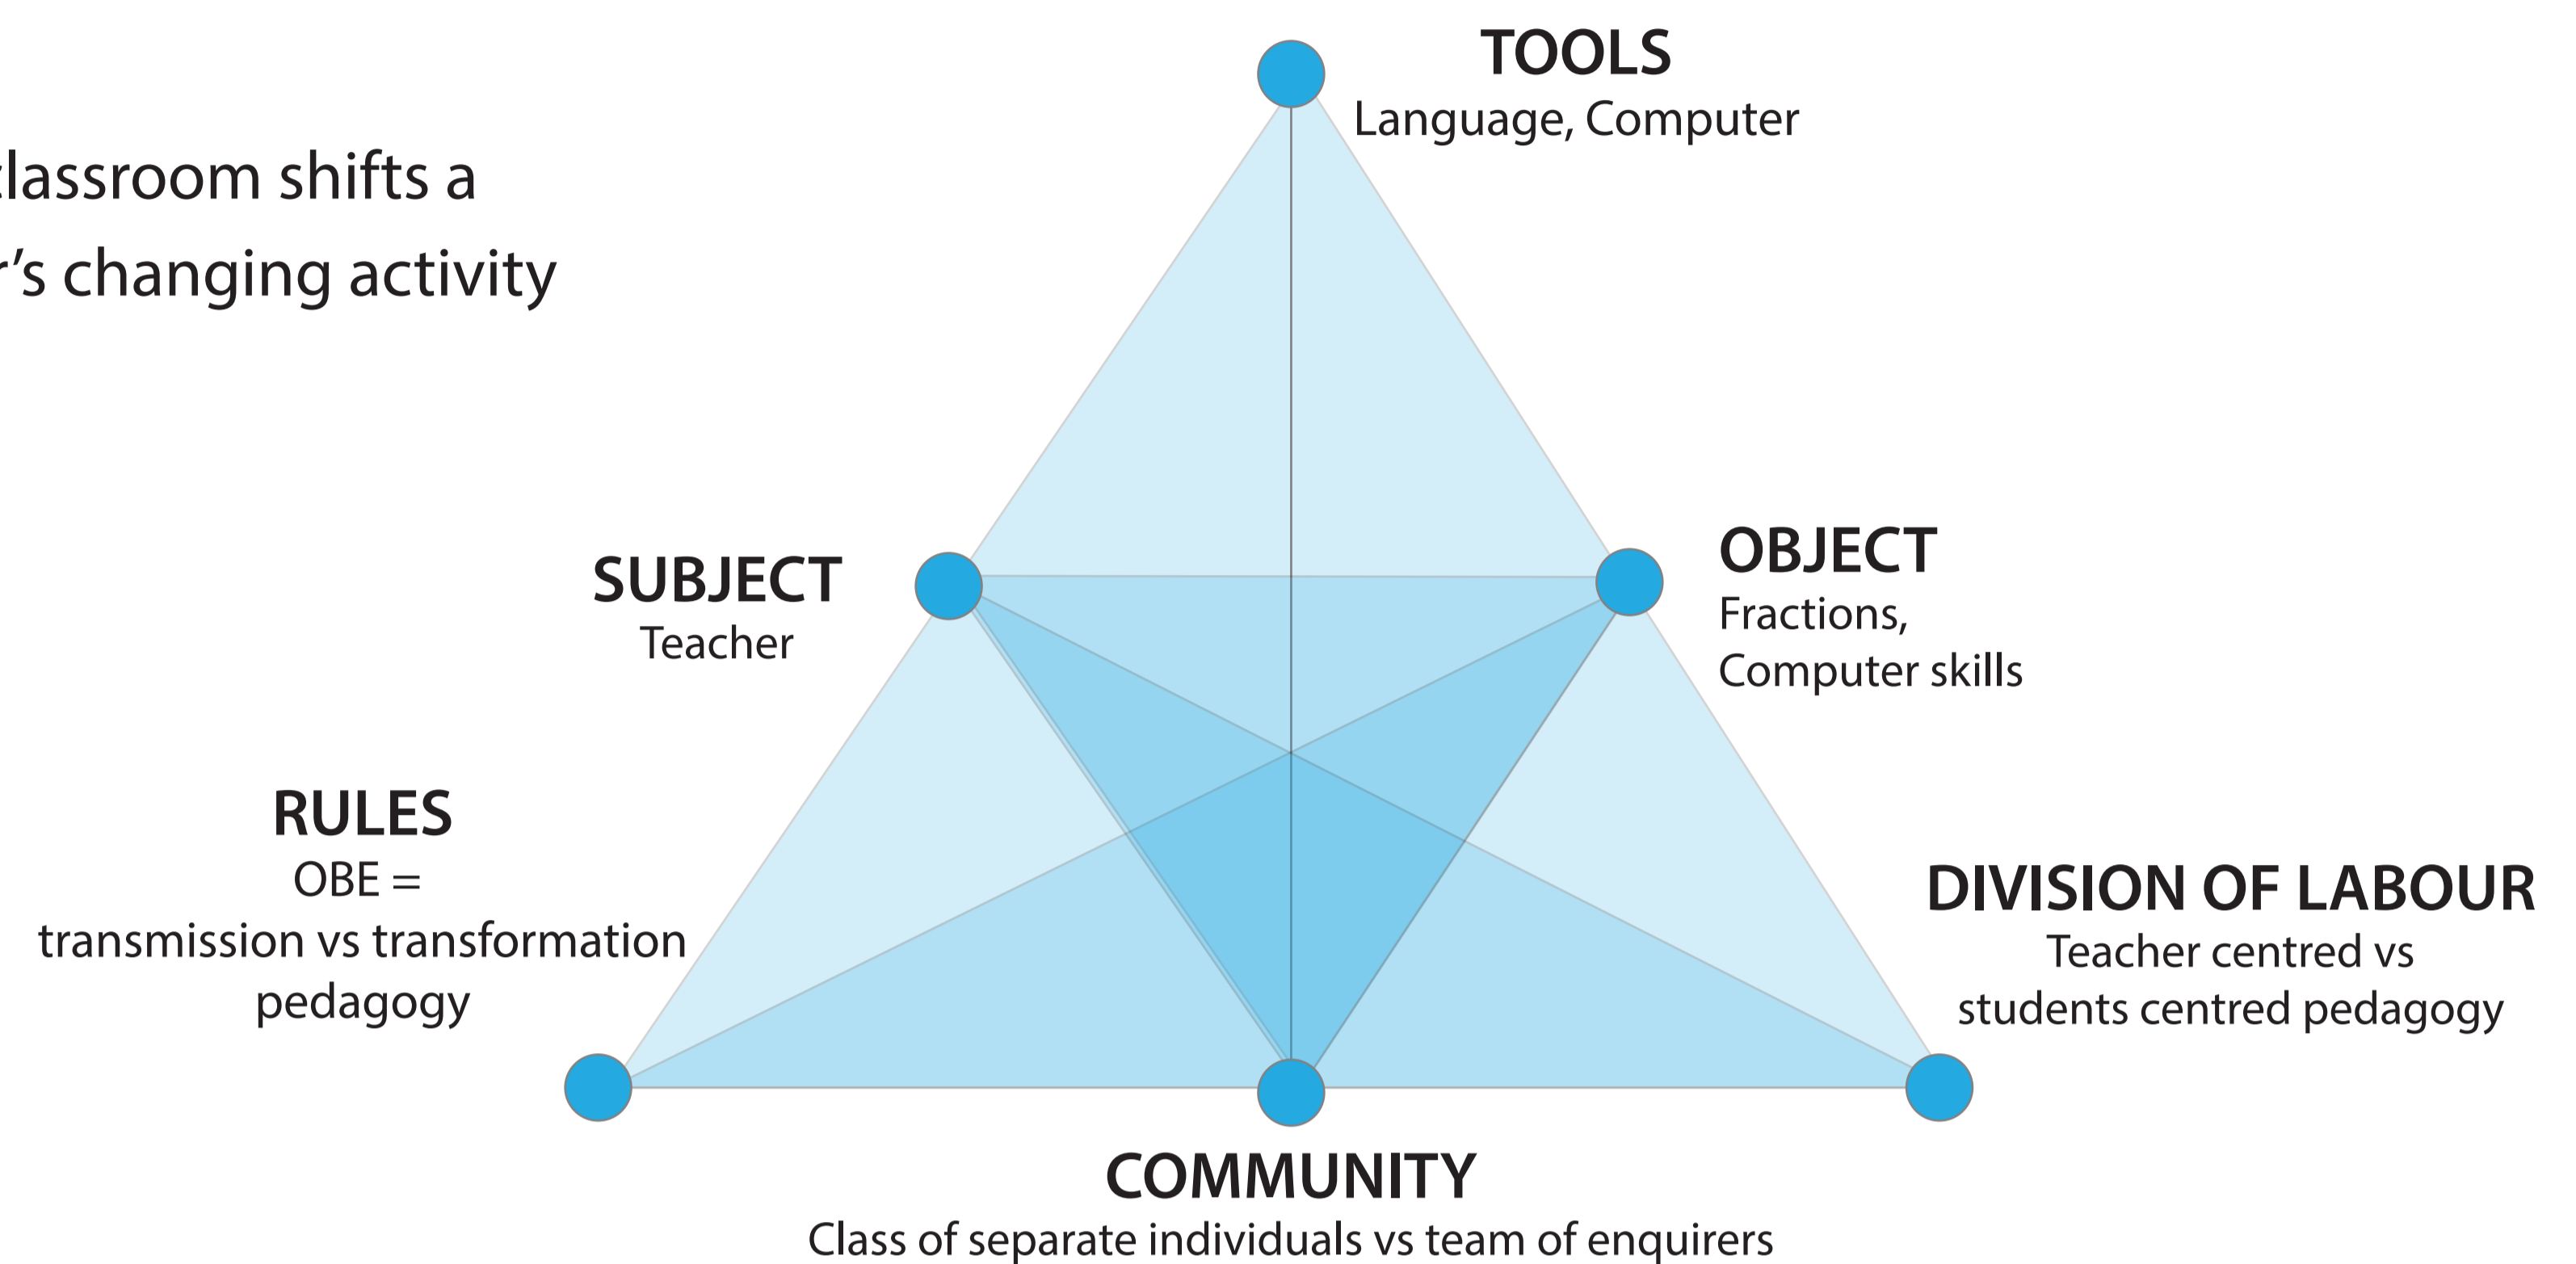 lassroom shifts a
r’s changing activity
TOOLS
Language, Computer
SUBJECT
Teacher
OBJECT
Fractions,
Computer skills
RULES
OBE =
transmission vs transformation
pedagogy
DIVISION OF LABOUR
Teacher centred vs
students centred pedagogy
COMMUNITY
Class of separate individuals vs team of enquirers